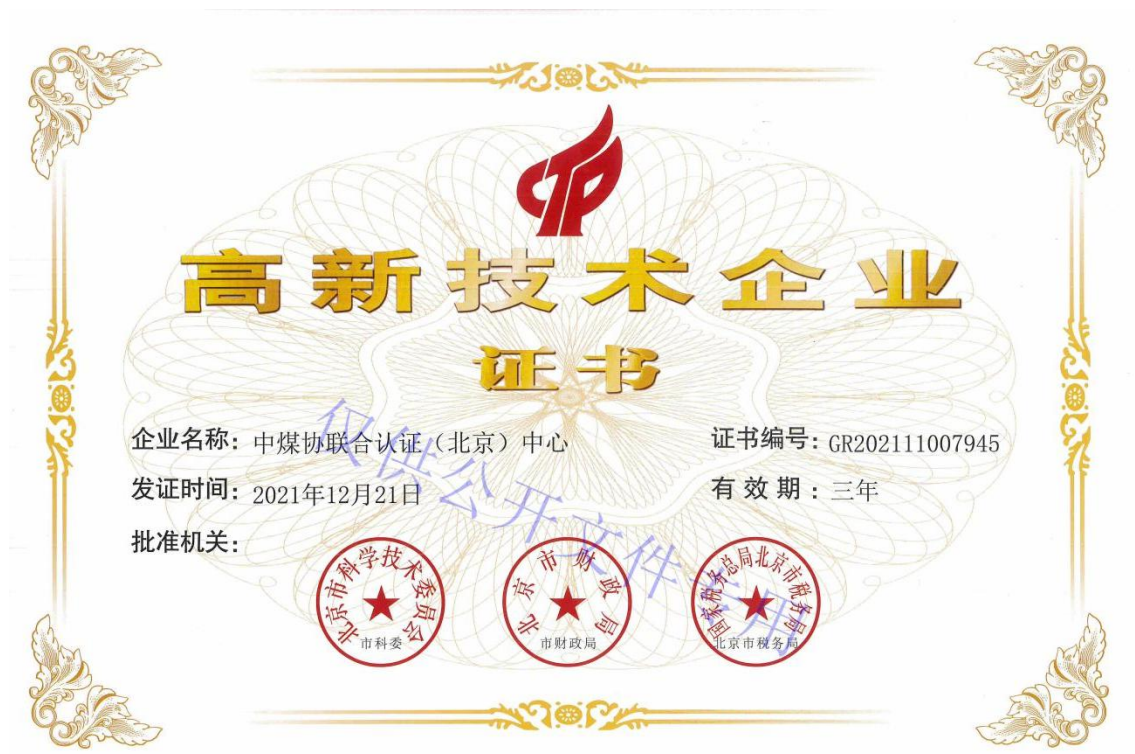 高新技术企业
证书
企业名称：中煤协联合认证（北京）中心
证书编号：GR202111007945
发证时间：2021年12月21日
有效期：三年
批准机关：
北京市科学技术委员会
市科委
北京市财政局
市财政局
国家税务总局北京市税务局
北京市税务局
仅供公开文件专用